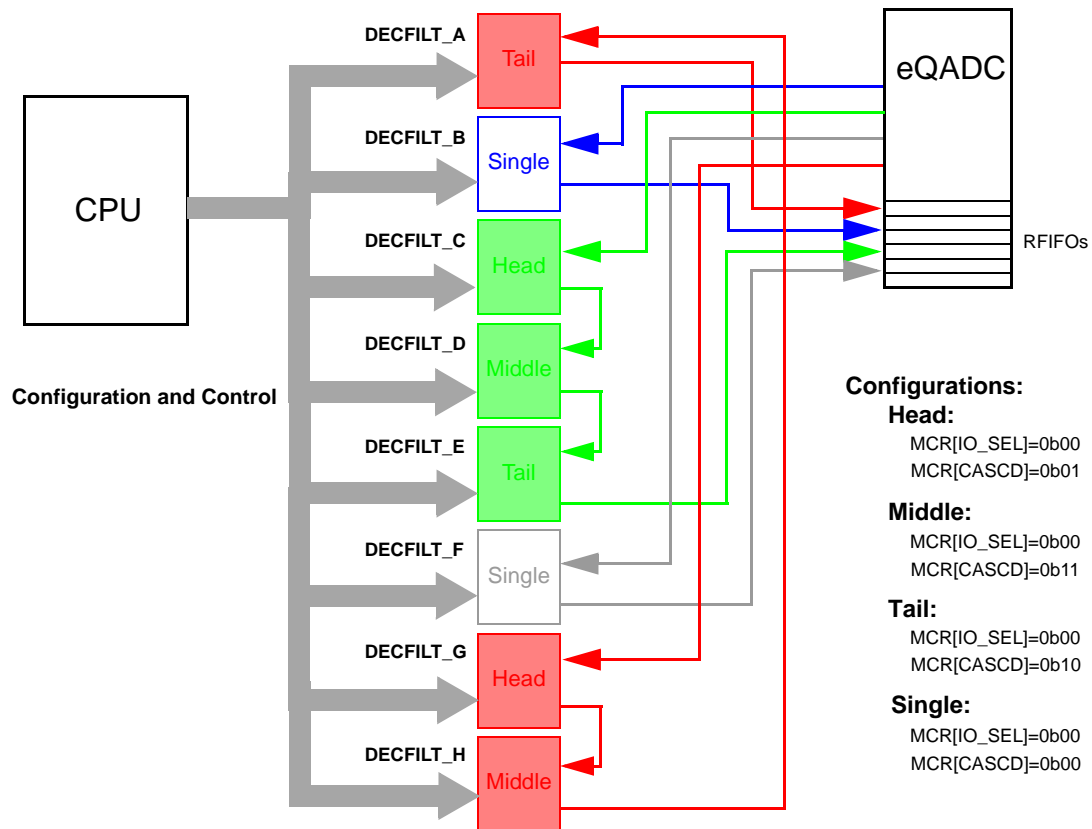 DECFILT_A
Tail
eQADC
DECFILT_B
Single
CPU
DECFILT_C
Head
RFIFOs
DECFILT_D
Middle
Configuration and Control
DECFILT_E
Tail
DECFILT_F
Single
DECFILT_G
Head
DECFILT_H
Middle
Configurations:
Head:
MCR[IO_SEL]=0b00
MCR[CASCD]=0b01
Middle:
MCR[IO_SEL]=0b00
MCR[CASCD]=0b11
Tail:
MCR[IO_SEL]=0b00
MCR[CASCD]=0b10
Single:
MCR[IO_SEL]=0b00
MCR[CASCD]=0b00